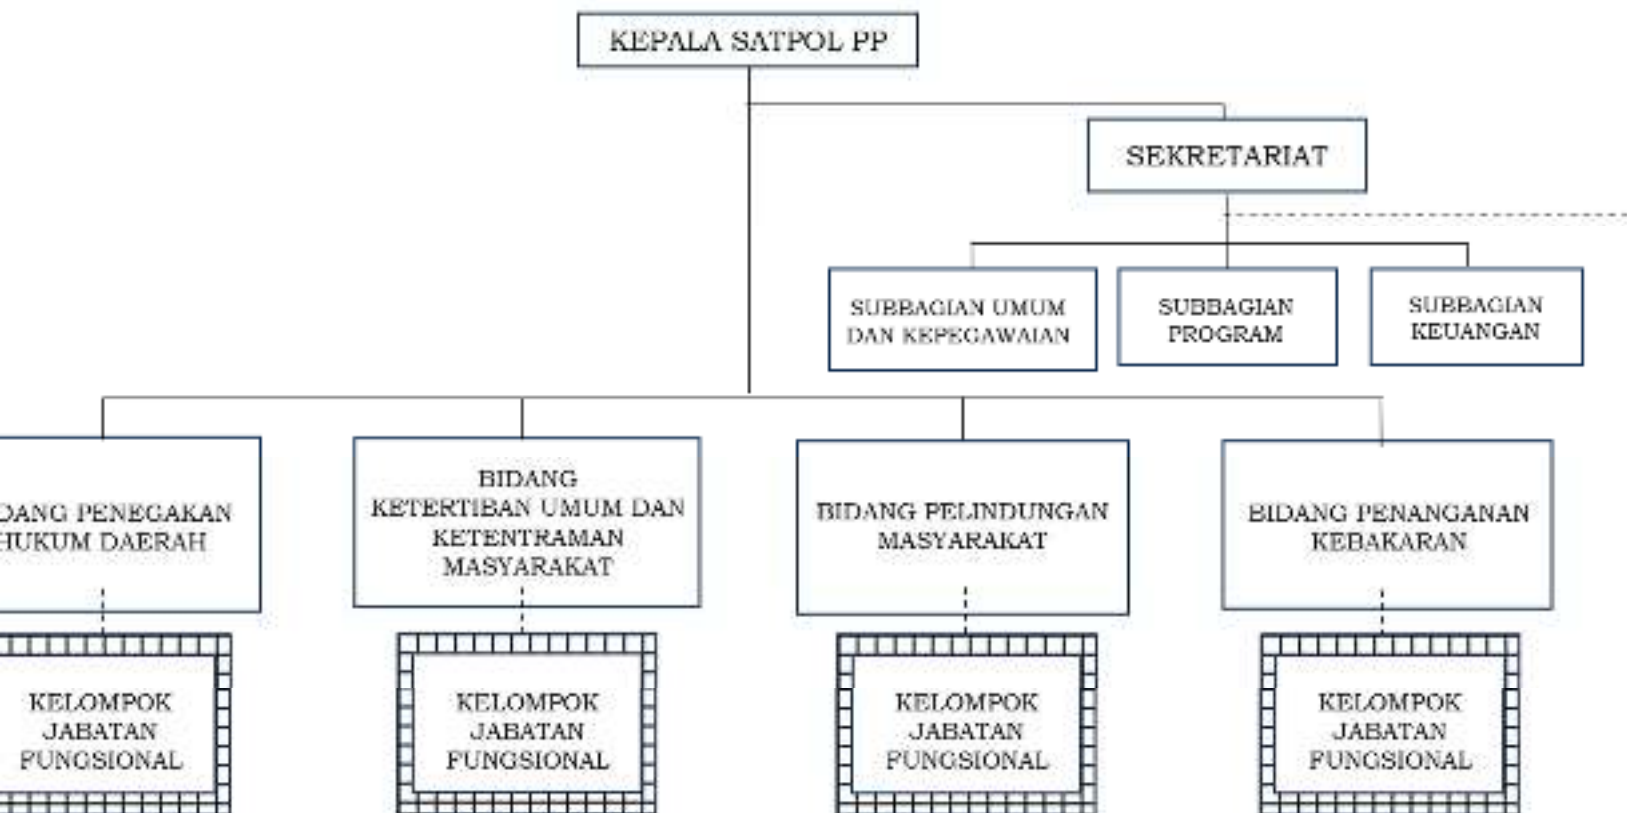 KEPALA SATPOL PP
SEKRETARIAT
SUBBAGIAN UMUM
DAN KEPEGAWAIAN
SUBBAGIAN
PROGRAM
SUBBAGIAN
KEUANGAN
DANG PENEGAKAN
HUKUM DAERAH
BIDANG
KETERTIBAN UMUM DAN
KETENTRAMAN
MASYARAKAT
BIDANG PELINDUNGAN
MASYARAKAT
BIDANG PENANGANAN
KEBAKARAN
KELOMPOK
JABATAN
FUNGSIONAL
KELOMPOK
JABATAN
FUNGSIONAL
KELOMPOK
JABATAN
FUNGSIONAL
KELOMPOK
JABATAN
FUNGSIONAL